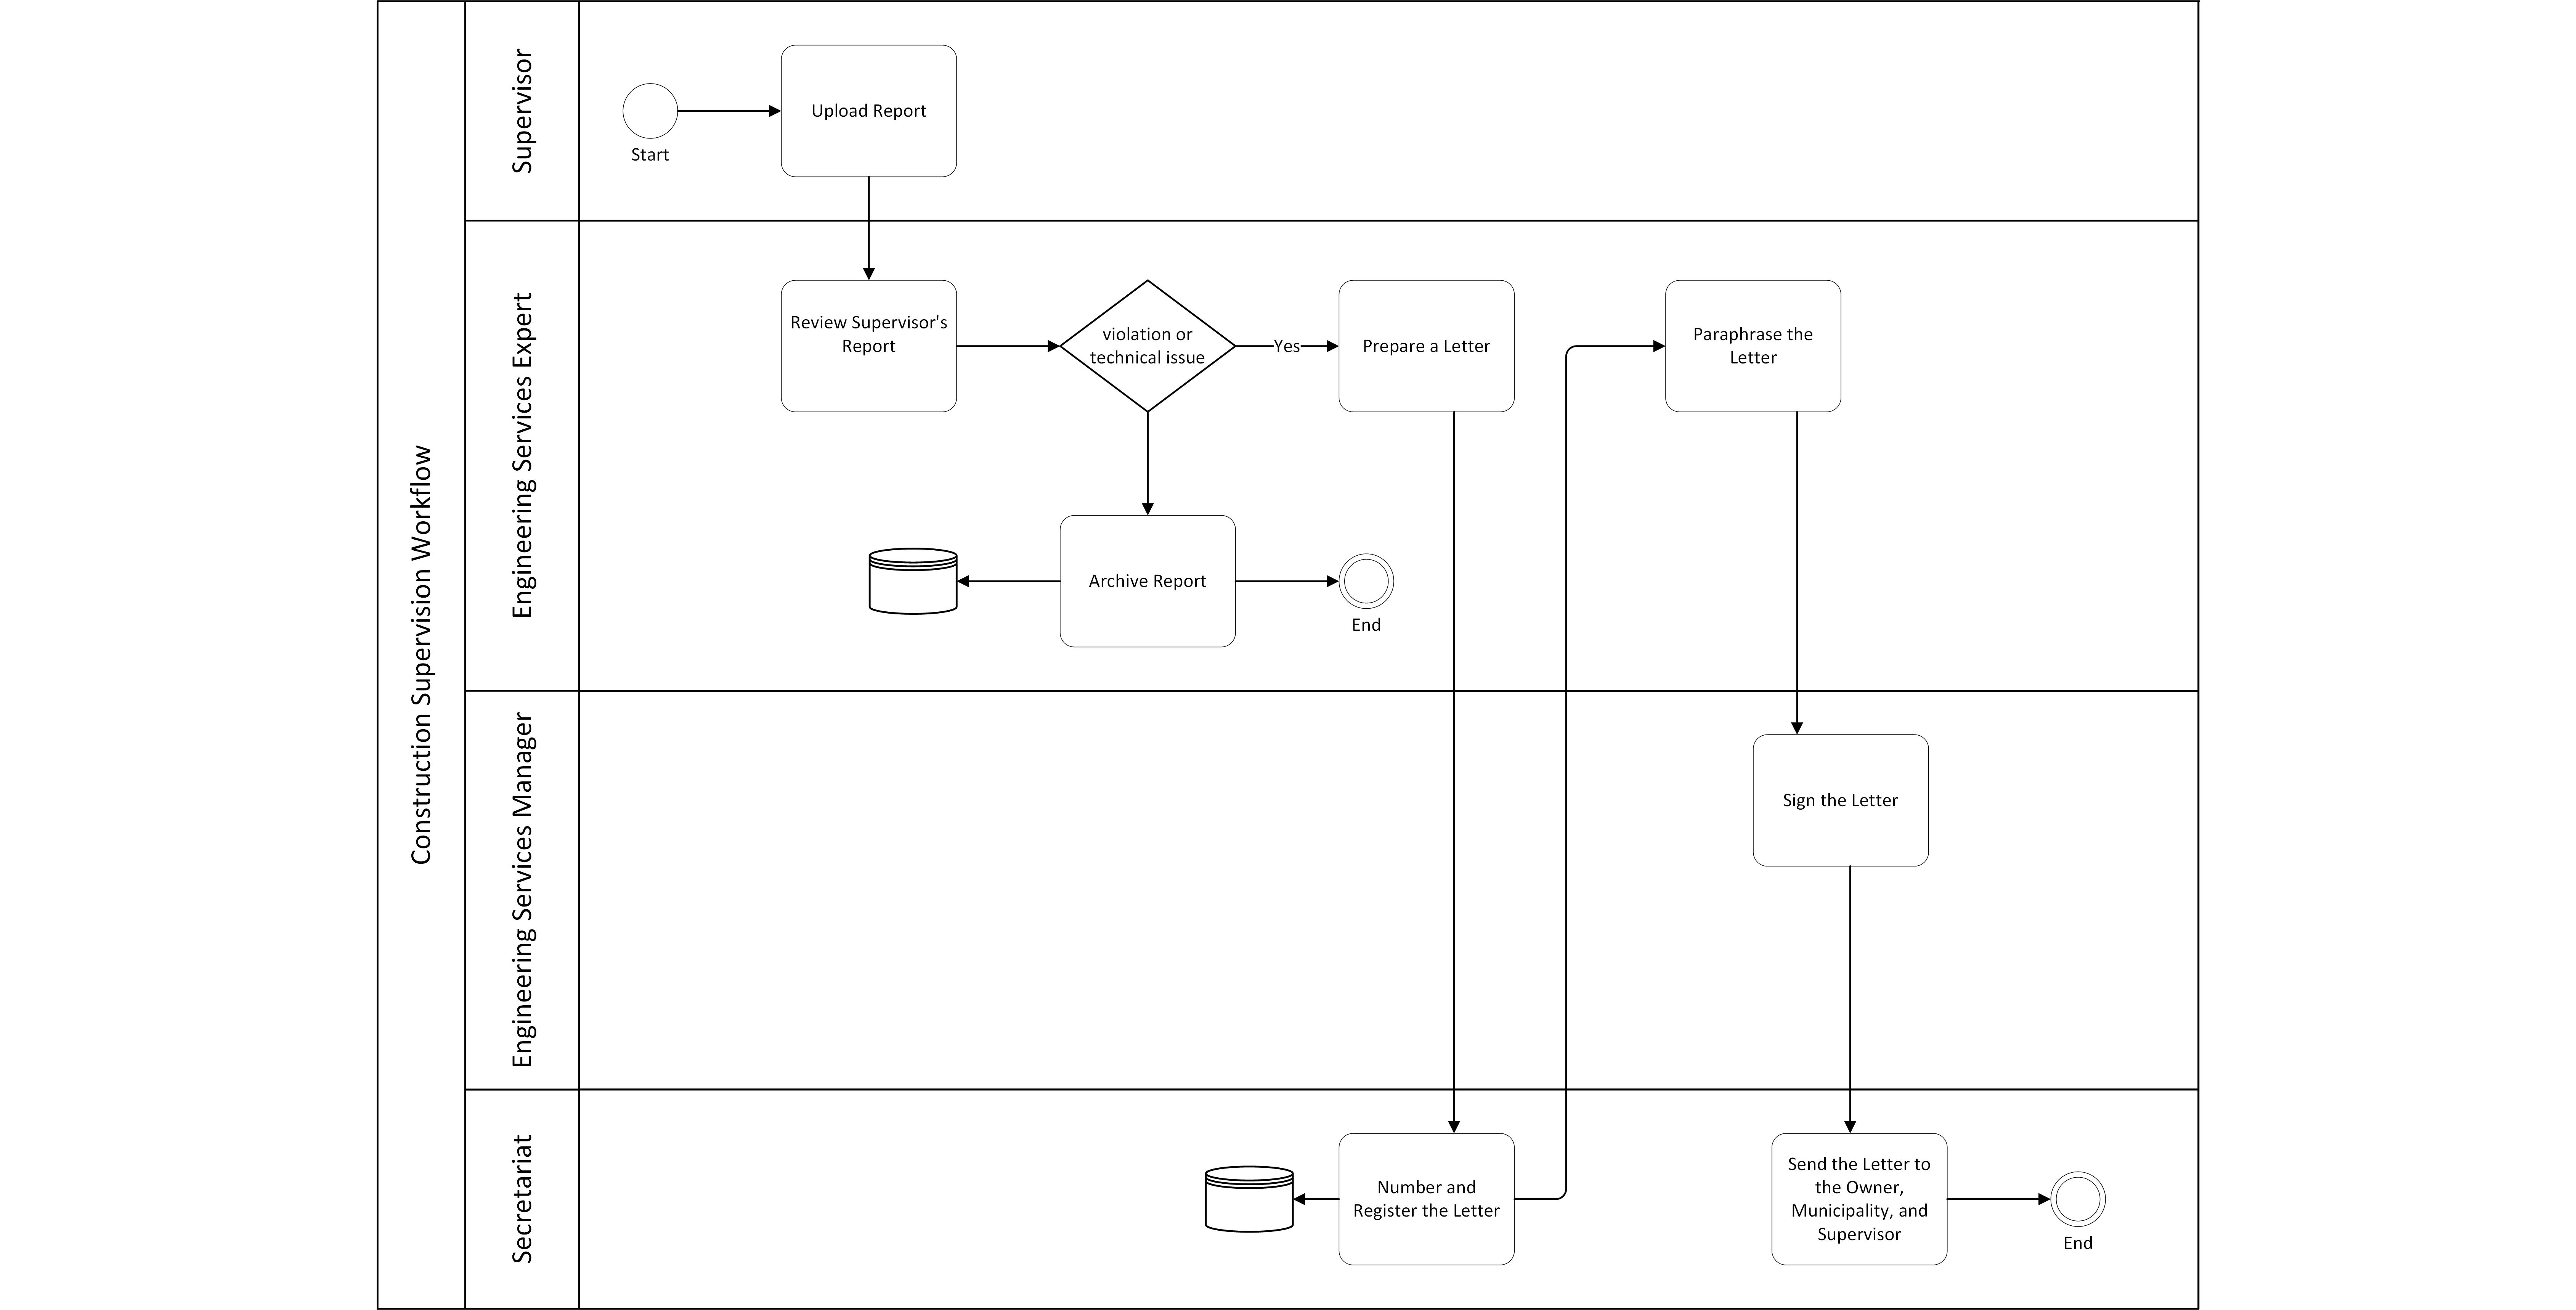 Construction Supervision Workflow
Supervisor
Start
Upload Report
Engineering Services Expert
Review Supervisor's
Report
violation or
technical issue
Yes
Prepare a Letter
Paraphrase the
Letter
Archive Report
End
Engineering Services Manager
Sign the Letter
Secretariat
Number and
Register the Letter
Send the Letter to
the Owner,
Municipality, and
Supervisor
End